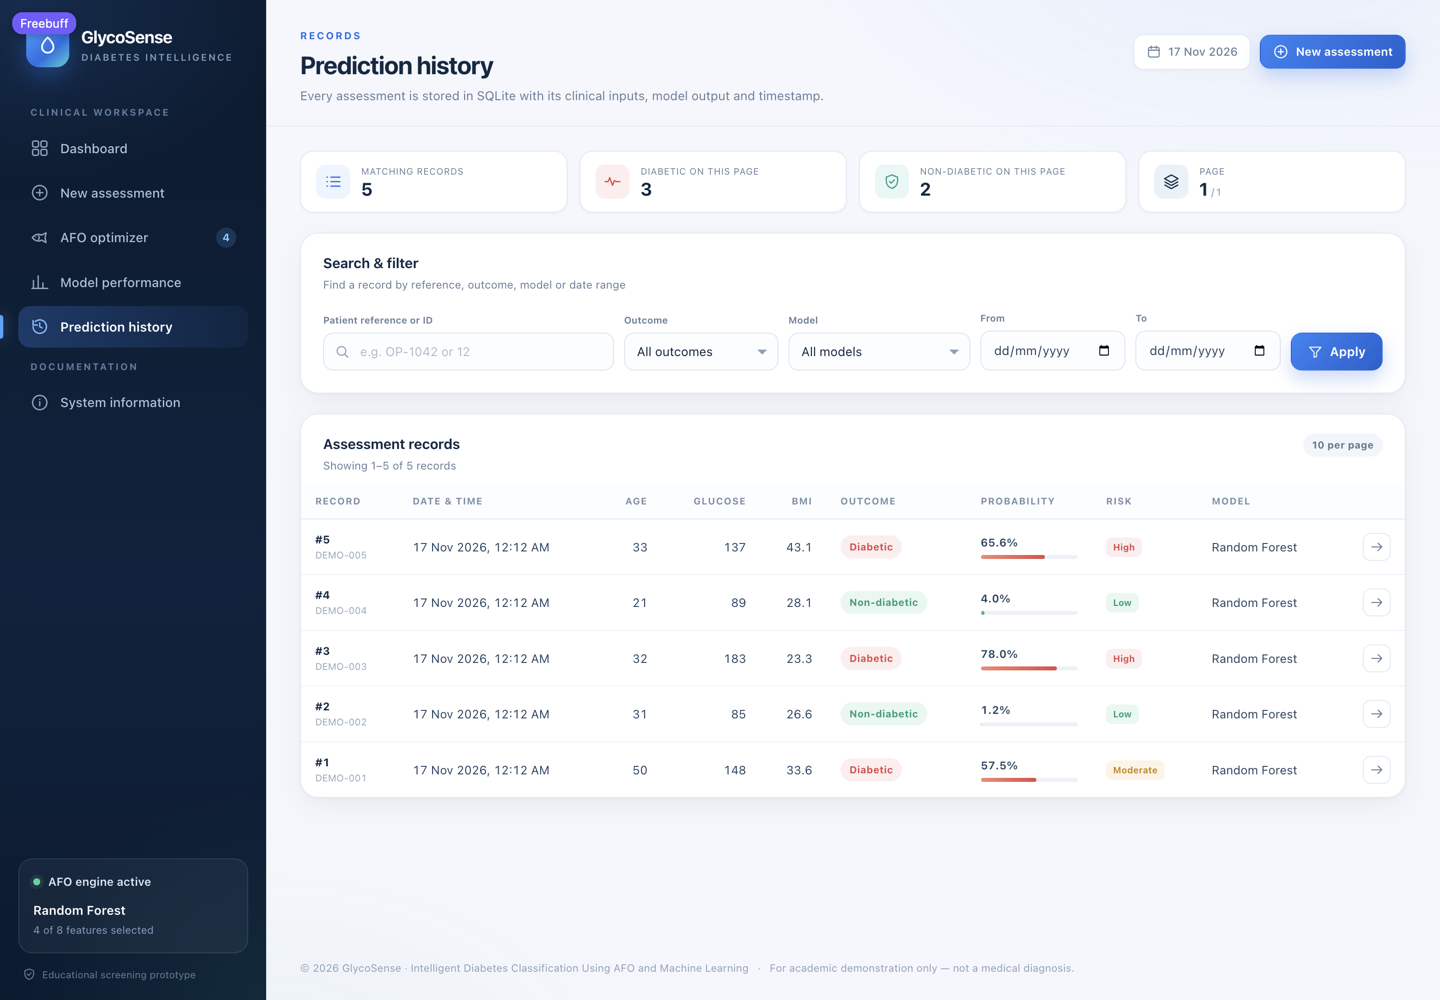 Freebuff
GlycoSense
DIABETES INTELLIGENCE
CLINICAL WORKSPACE
Dashboard
New assessment
AFO optimizer 4
Model performance
Prediction history
DOCUMENTATION
System information
AFO engine active
Random Forest
4 of 8 features selected
Educational screening prototype
RECORDS
Prediction history
Every assessment is stored in SQLite with its clinical inputs, model output and timestamp.
17 Nov 2026
New assessment
MATCHING RECORDS
5
DIABETIC ON THIS PAGE
3
NON-DIABETIC ON THIS PAGE
2
PAGE
1 / 1
Search & filter
Find a record by reference, outcome, model or date range
Patient reference or ID Outcome Model From To
e.g. OP-1042 or 12 All outcomes All models dd/mm/yyyy dd/mm/yyyy Apply
Assessment records
Showing 1–5 of 5 records
10 per page
RECORD DATE & TIME AGE GLUCOSE BMI OUTCOME PROBABILITY RISK MODEL
#5 DEMO-005 17 Nov 2026, 12:12 AM 33 137 43.1 Diabetic 65.6% High Random Forest
#4 DEMO-004 17 Nov 2026, 12:12 AM 21 89 28.1 Non-diabetic 4.0% Low Random Forest
#3 DEMO-003 17 Nov 2026, 12:12 AM 32 183 23.3 Diabetic 78.0% High Random Forest
#2 DEMO-002 17 Nov 2026, 12:12 AM 31 85 26.6 Non-diabetic 1.2% Low Random Forest
#1 DEMO-001 17 Nov 2026, 12:12 AM 50 148 33.6 Diabetic 57.5% Moderate Random Forest
© 2026 GlycoSense · Intelligent Diabetes Classification Using AFO and Machine Learning · For academic demonstration only — not a medical diagnosis.